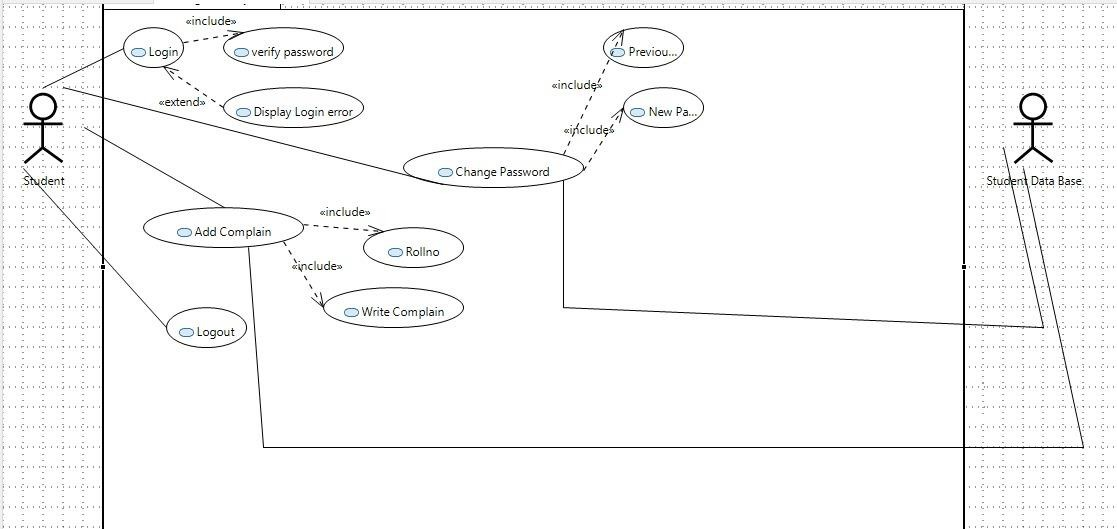 «include»
Login
verify password
Previou...
«include»
«extend»
Display Login error
New Pa...
«include»
Change Password
Student
Student Data Base
«include»
Add Complain
Rollno
«include»
Write Complain
Logout